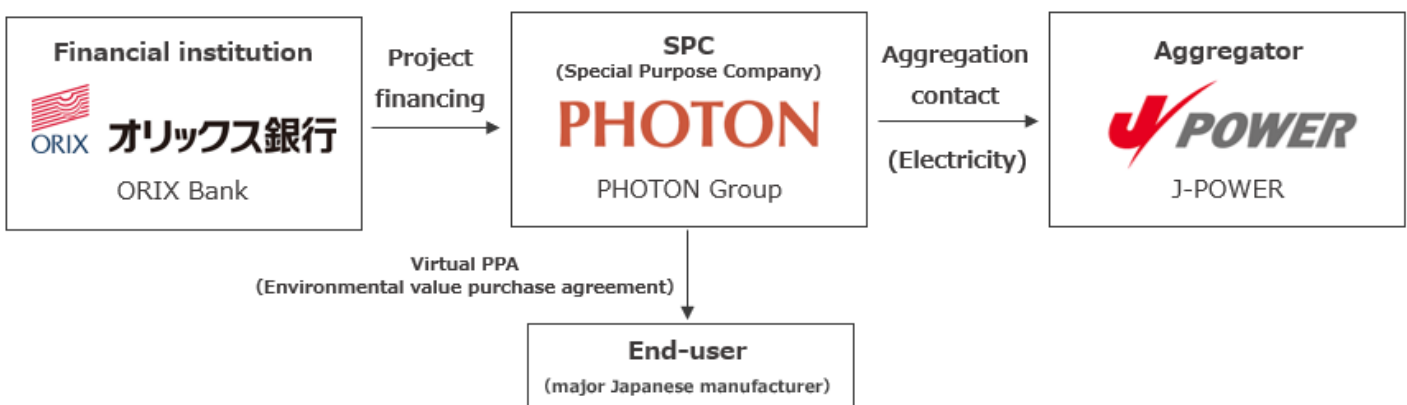 Financial institution
ORIX オリックス銀行
ORIX Bank
Project
financing
SPC
(Special Purpose Company)
PHOTON
PHOTON Group
Aggregation
contact
(Electricity)
Aggregator
J POWER
J-POWER
Virtual PPA
(Environmental value purchase agreement)
End-user
(major Japanese manufacturer)